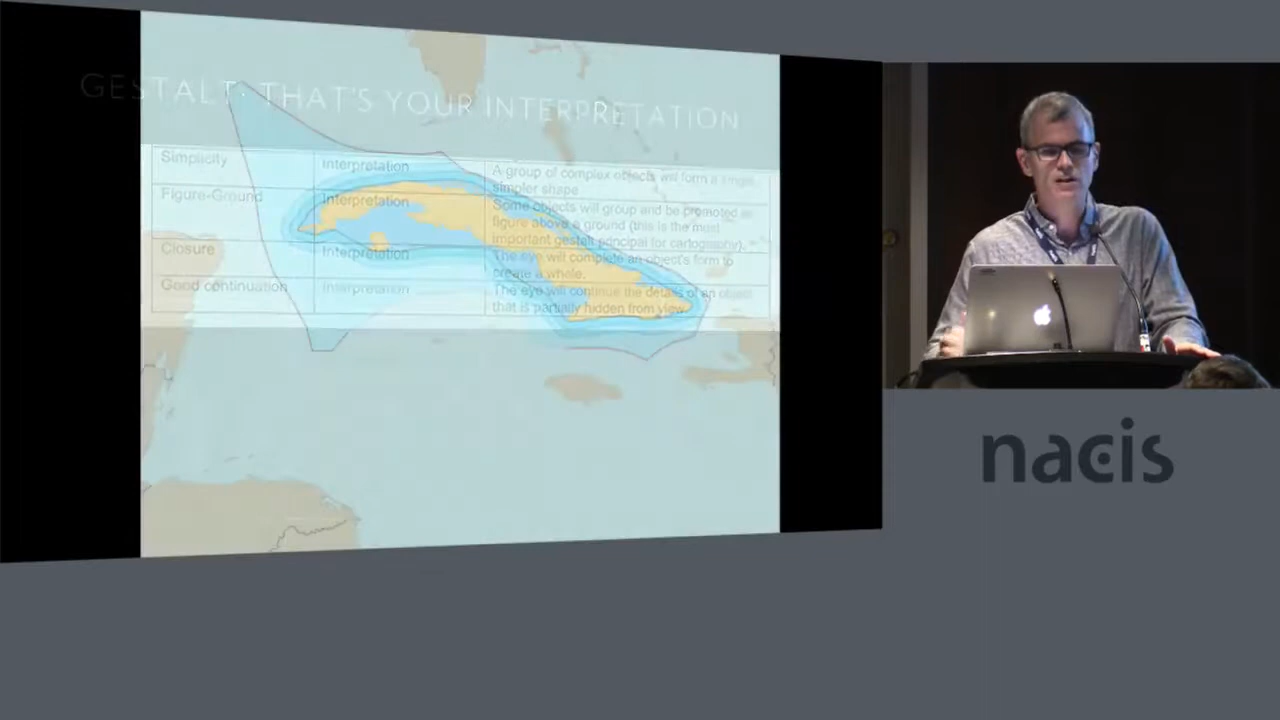 GESTALT: THAT'S YOUR INTERPRETATION
Simplicity
Interpretation
A group of complex objects will form a single,
simpler shape
Figure-Ground
Interpretation
Some objects will group and be promoted as
figure above a ground (this is the most
important gestalt principal for cartography).
Closure
Interpretation
The eye will complete an object's form to
create a whole.
Good continuation
Interpretation
The eye will continue the details of an object
that is partially hidden from view.
nacis